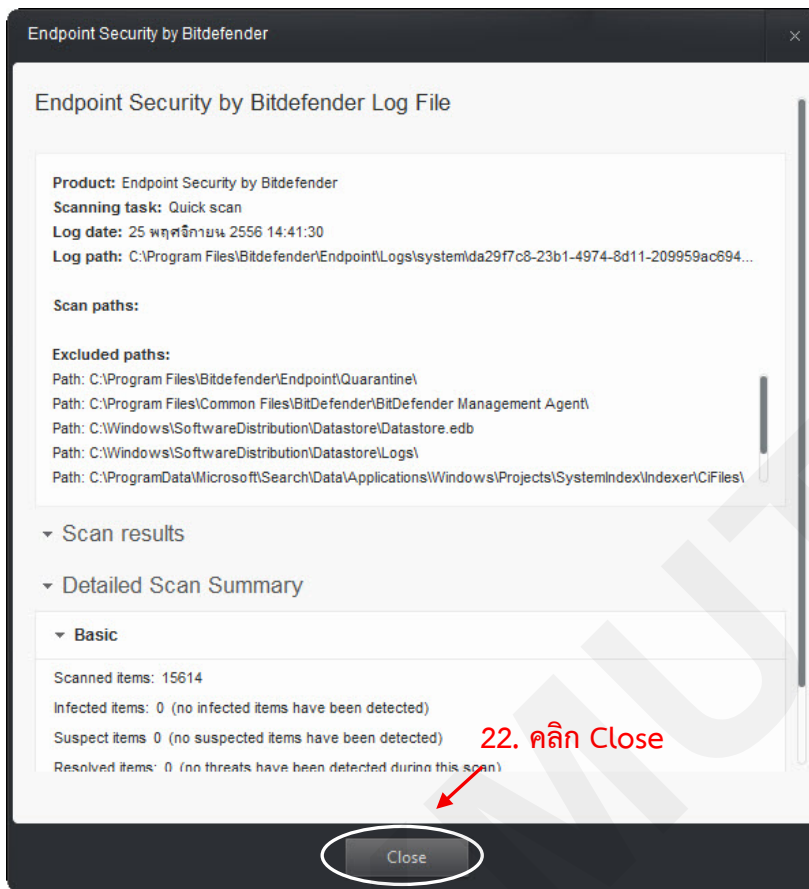 Endpoint Security by Bitdefender
Endpoint Security by Bitdefender Log File
Product: Endpoint Security by Bitdefender
Scanning task: Quick scan
Log date: 25 พฤศจิกายน 2556 14:41:30
Log path: C:\Program Files\Bitdefender\Endpoint\Logs\system\da29f7c8-23b1-4974-8d11-209959ac694...
Scan paths:
Excluded paths:
Path: C:\Program Files\Bitdefender\Endpoint\Quarantine\
Path: C:\Program Files\Common Files\BitDefender\BitDefender Management Agent\
Path: C:\Windows\SoftwareDistribution\Datastore\Datastore.edb
Path: C:\Windows\SoftwareDistribution\Datastore\Logs\
Path: C:\ProgramData\Microsoft\Search\Data\Applications\Windows\Projects\SystemIndex\Indexer\CiFiles\
Scan results
Detailed Scan Summary
Basic
Scanned items: 15614
Infected items: 0 (no infected items have been detected)
Suspect items 0 (no suspected items have been detected)
Resolved items: 0 (no threats have been detected during this scan)
22. คลิก Close
Close
MUT